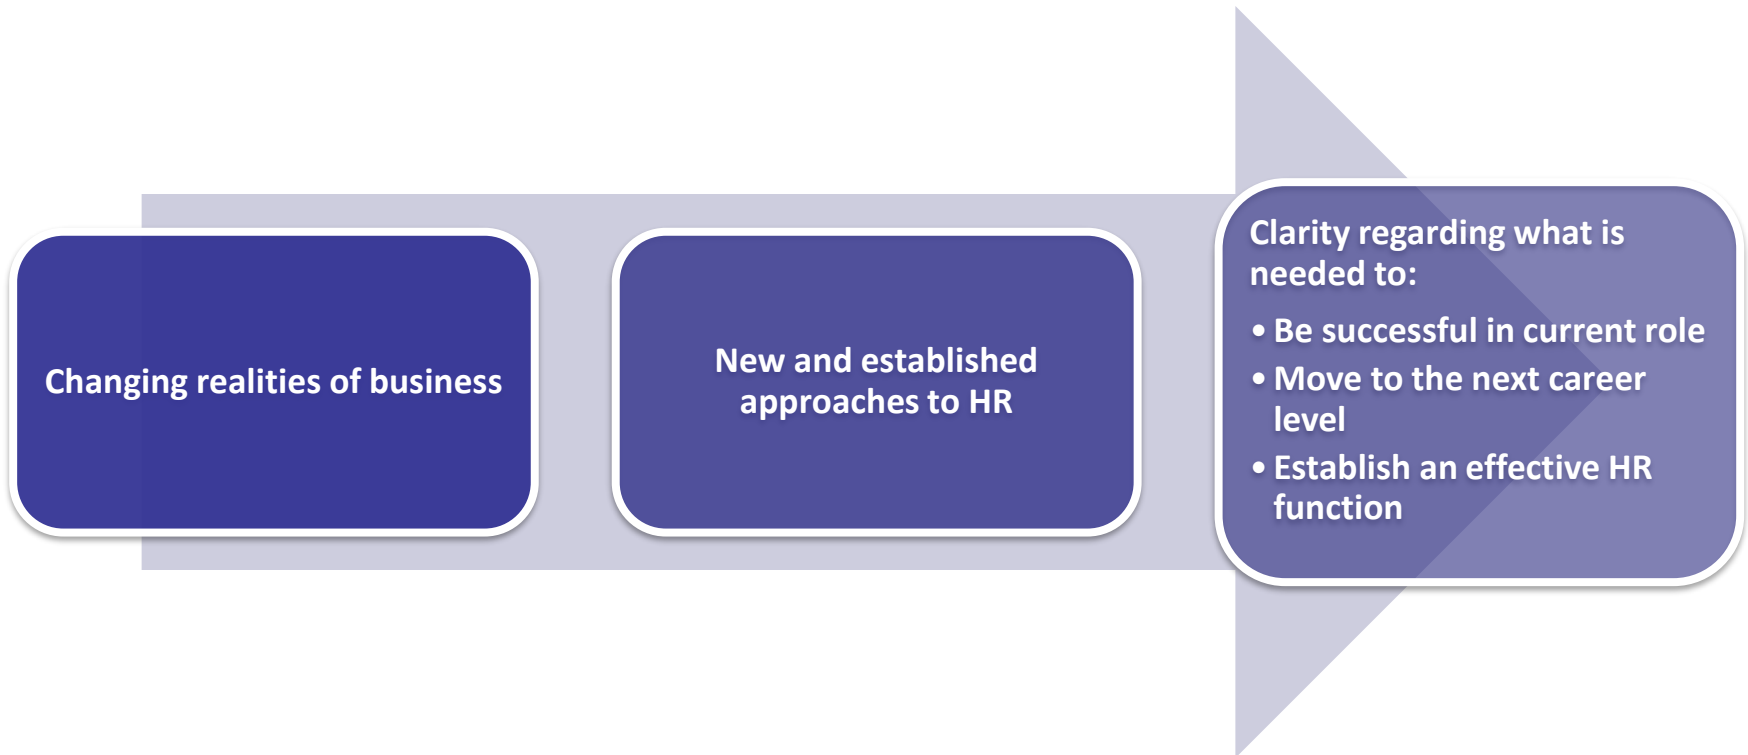 Changing realities of business
New and established
approaches to HR
Clarity regarding what is
needed to:
• Be successful in current role
• Move to the next career
level
• Establish an effective HR
function